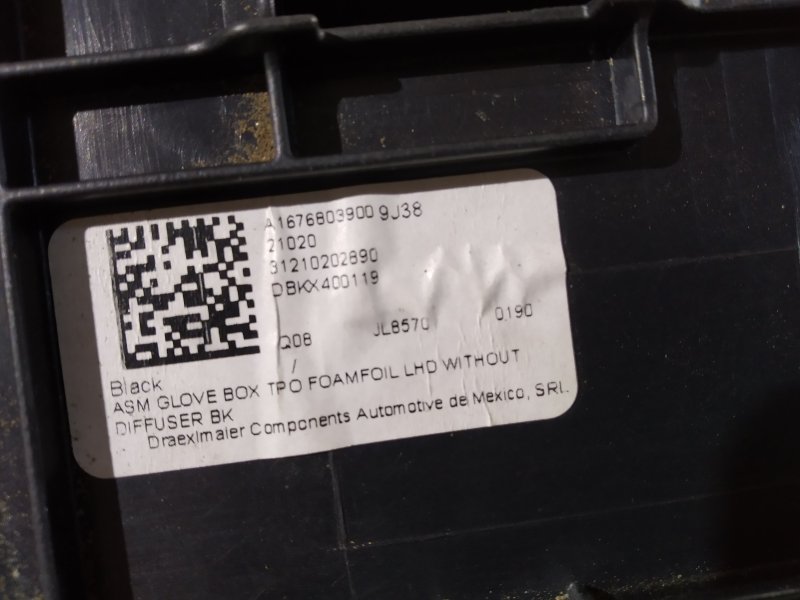 A1676803900 9J38
21020
31210202890
DBKX400119
Q08 JL8570 0190
/
Black
ASM GLOVE BOX TPO FOAMFOIL LHD WITHOUT
DIFFUSER BK
Draexlmaier Components Automotive de Mexico, SRL.